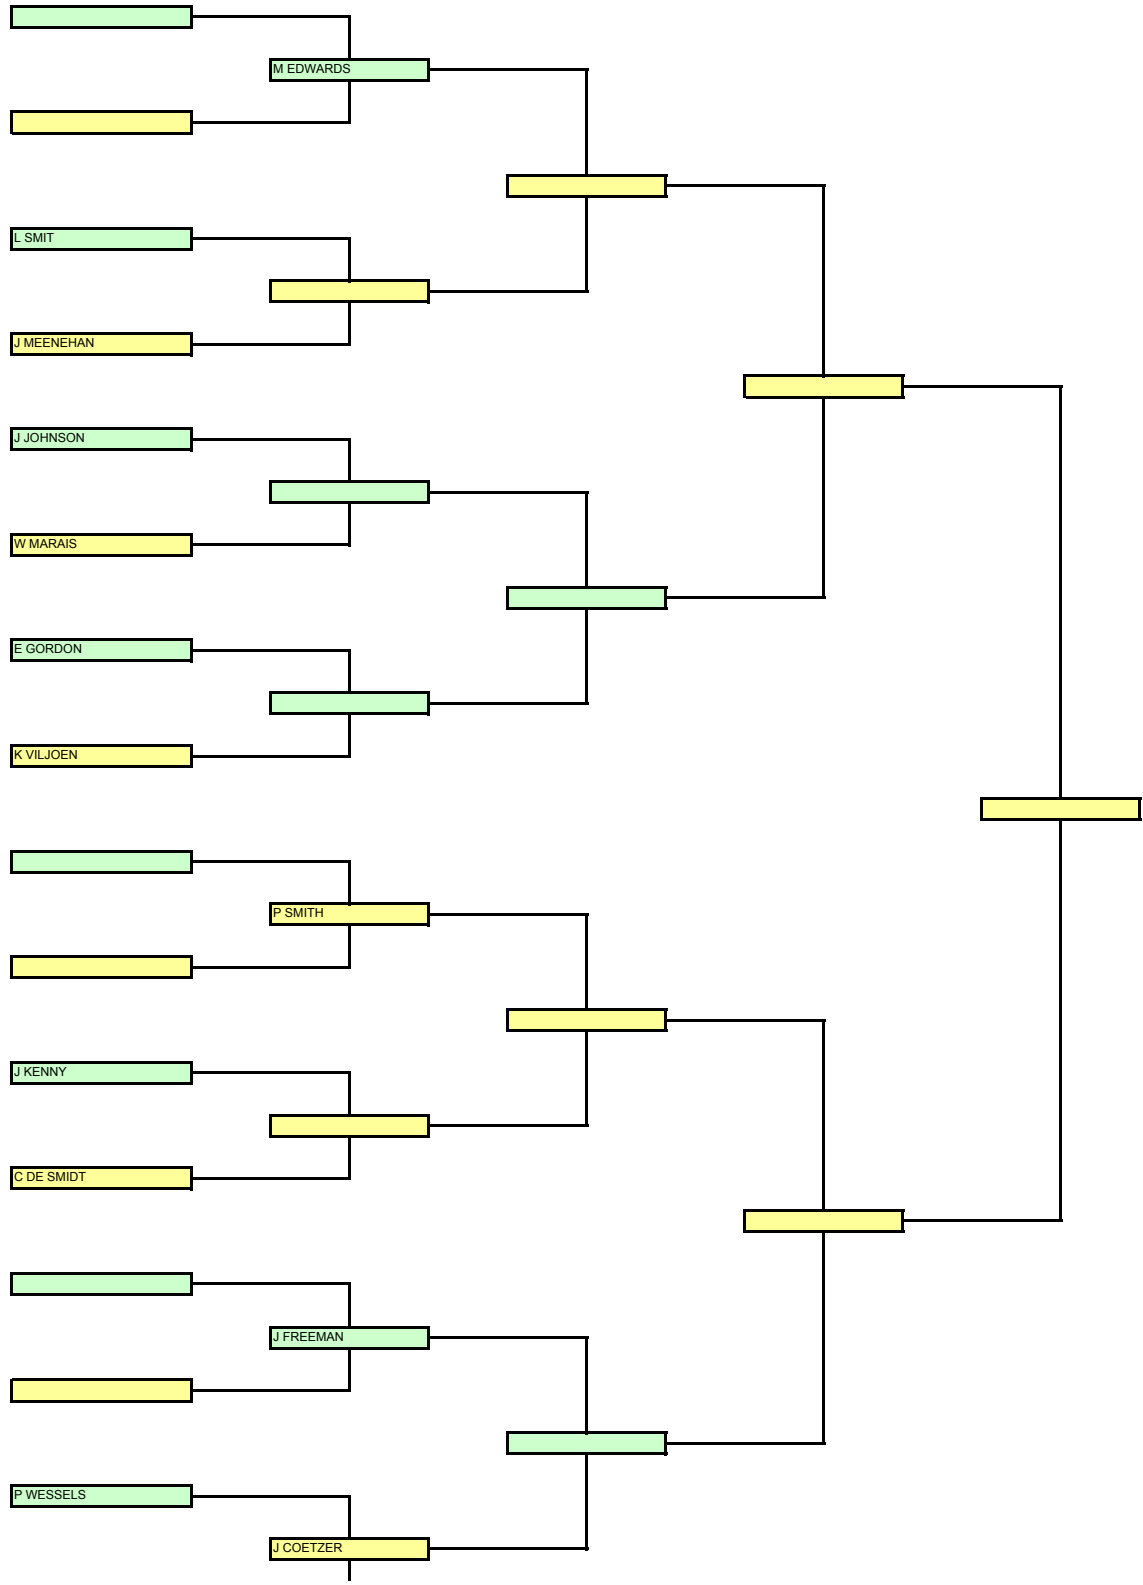 M EDWARDS
L SMIT
J MEENEHAN
J JOHNSON
W MARAIS
E GORDON
K VILJOEN
P SMITH
J KENNY
C DE SMIDT
J FREEMAN
P WESSELS
J COETZER